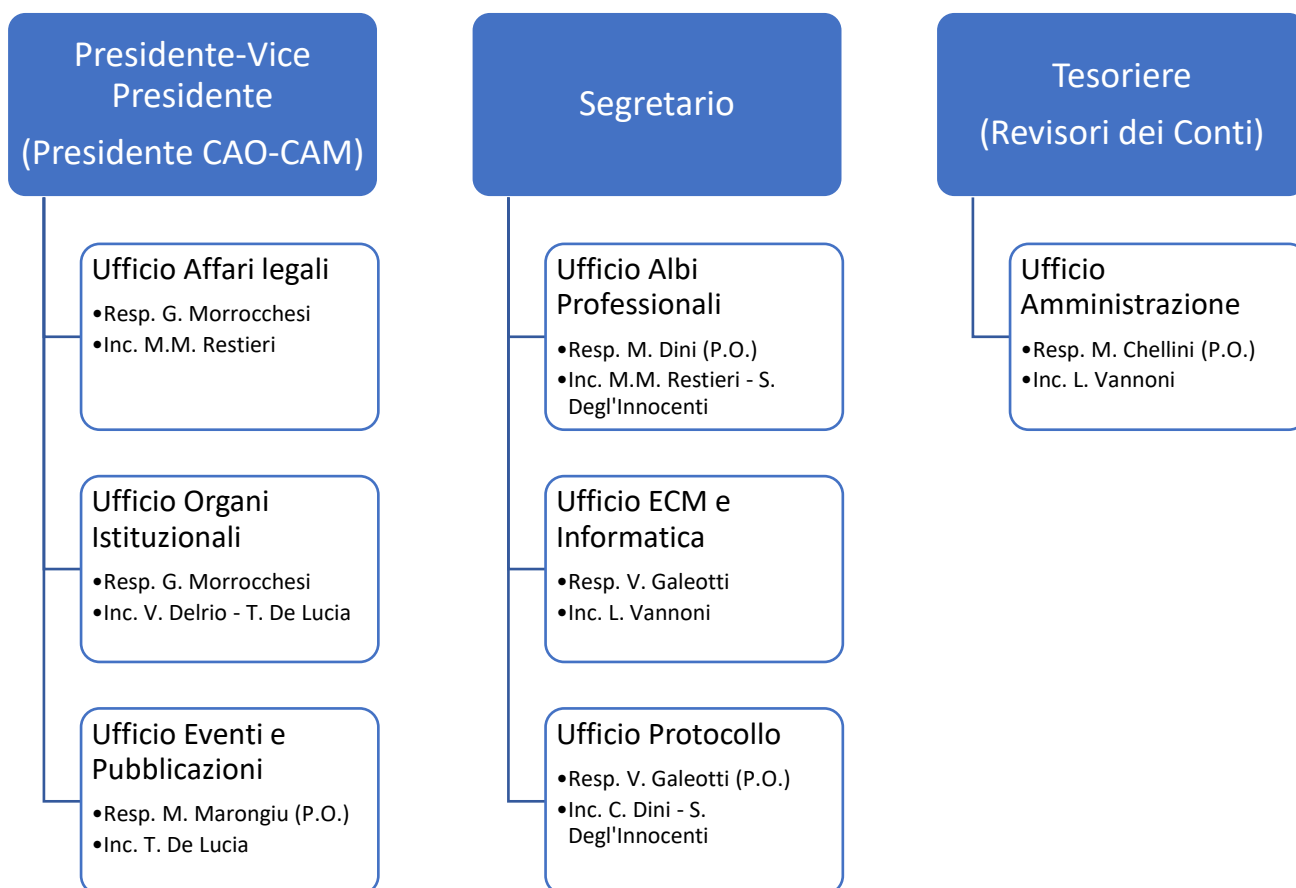 Presidente-Vice
Presidente
(Presidente CAO-CAM)
Ufficio Affari legali
•Resp. G. Morrocchesi
•Inc. M.M. Restieri
Ufficio Organi
Istituzionali
•Resp. G. Morrocchesi
•Inc. V. Delrio - T. De Lucia
Ufficio Eventi e
Pubblicazioni
•Resp. M. Marongiu (P.O.)
•Inc. T. De Lucia
Segretario
Ufficio Albi
Professionali
•Resp. M. Dini (P.O.)
•Inc. M.M. Restieri - S.
Degl'Innocenti
Ufficio ECM e
Informatica
•Resp. V. Galeotti
•Inc. L. Vannoni
Ufficio Protocollo
•Resp. V. Galeotti (P.O.)
•Inc. C. Dini - S.
Degl'Innocenti
Tesoriere
(Revisori dei Conti)
Ufficio
Amministrazione
•Resp. M. Chellini (P.O.)
•Inc. L. Vannoni